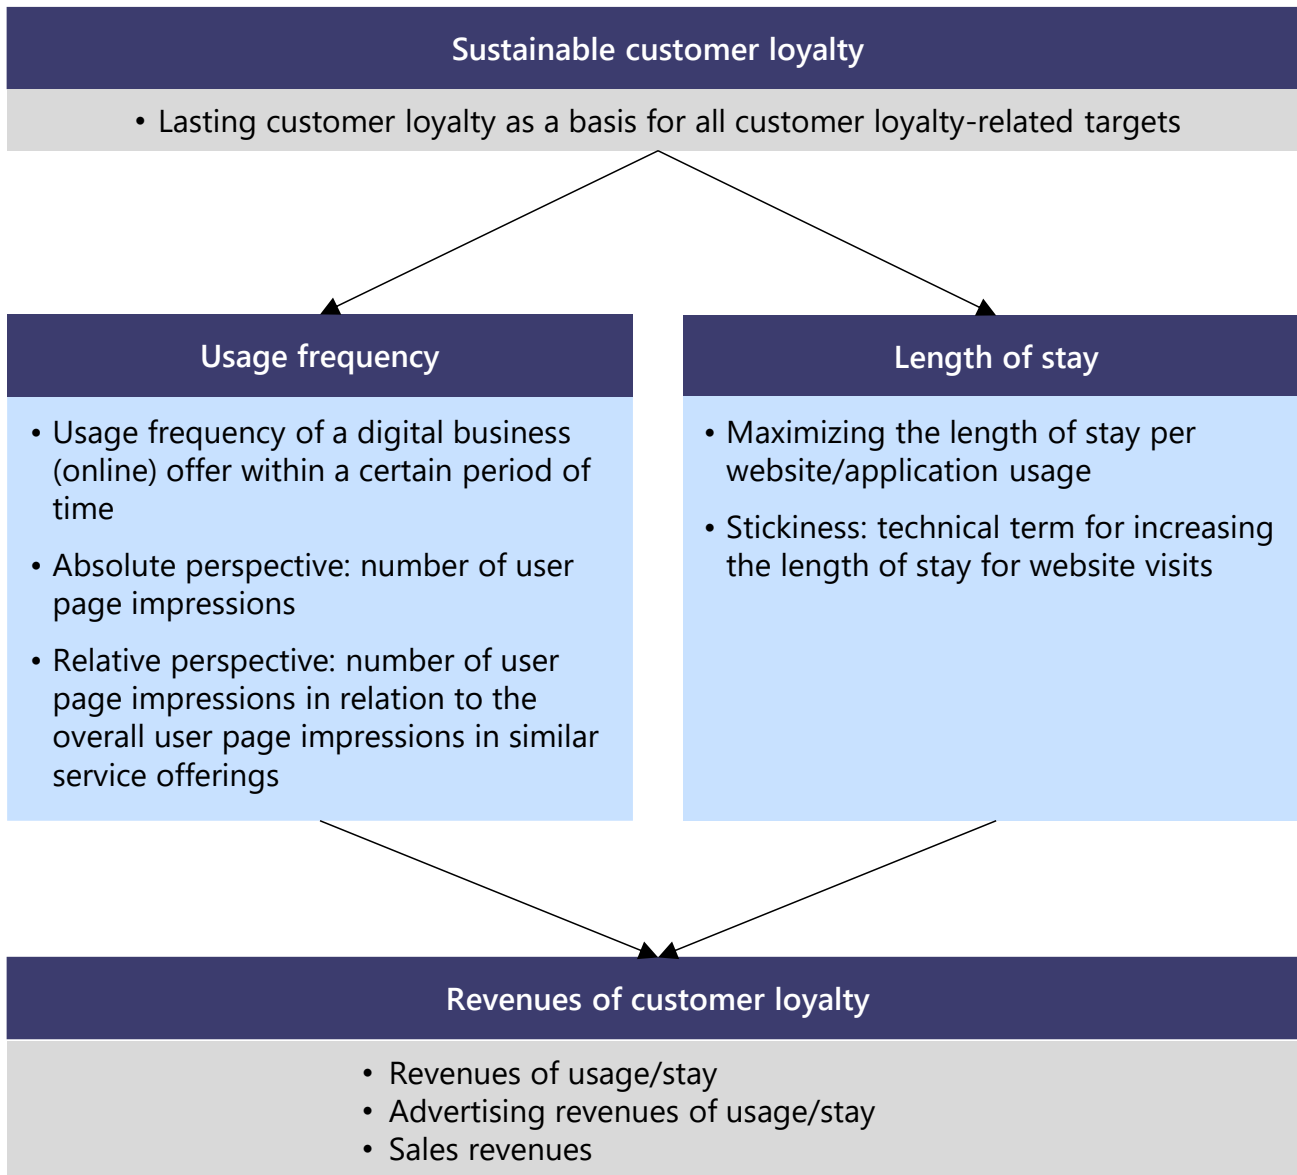 Sustainable customer loyalty
• Lasting customer loyalty as a basis for all customer loyalty-related targets
Usage frequency
• Usage frequency of a digital business
(online) offer within a certain period of
time
• Absolute perspective: number of user
page impressions
• Relative perspective: number of user
page impressions in relation to the
overall user page impressions in similar
service offerings
Length of stay
• Maximizing the length of stay per
website/application usage
• Stickiness: technical term for increasing
the length of stay for website visits
Revenues of customer loyalty
• Revenues of usage/stay
• Advertising revenues of usage/stay
• Sales revenues